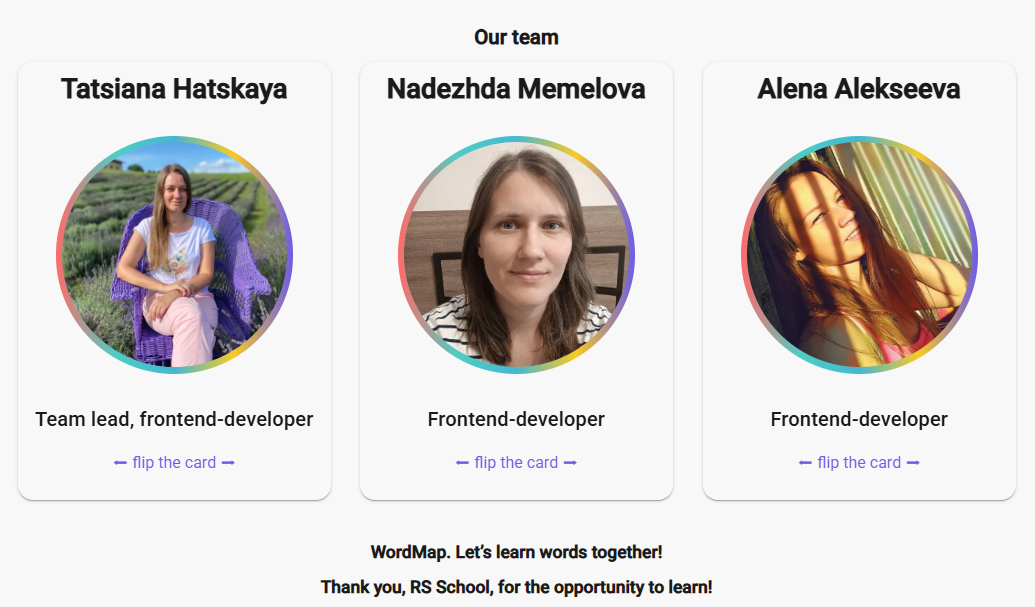 Our team
Tatsiana Hatskaya
Nadezhda Memelova
Alena Alekseeva
Team lead, frontend-developer
Frontend-developer
Frontend-developer
⭠ flip the card ⭢
⭠ flip the card ⭢
⭠ flip the card ⭢
WordMap. Let’s learn words together!
Thank you, RS School, for the opportunity to learn!